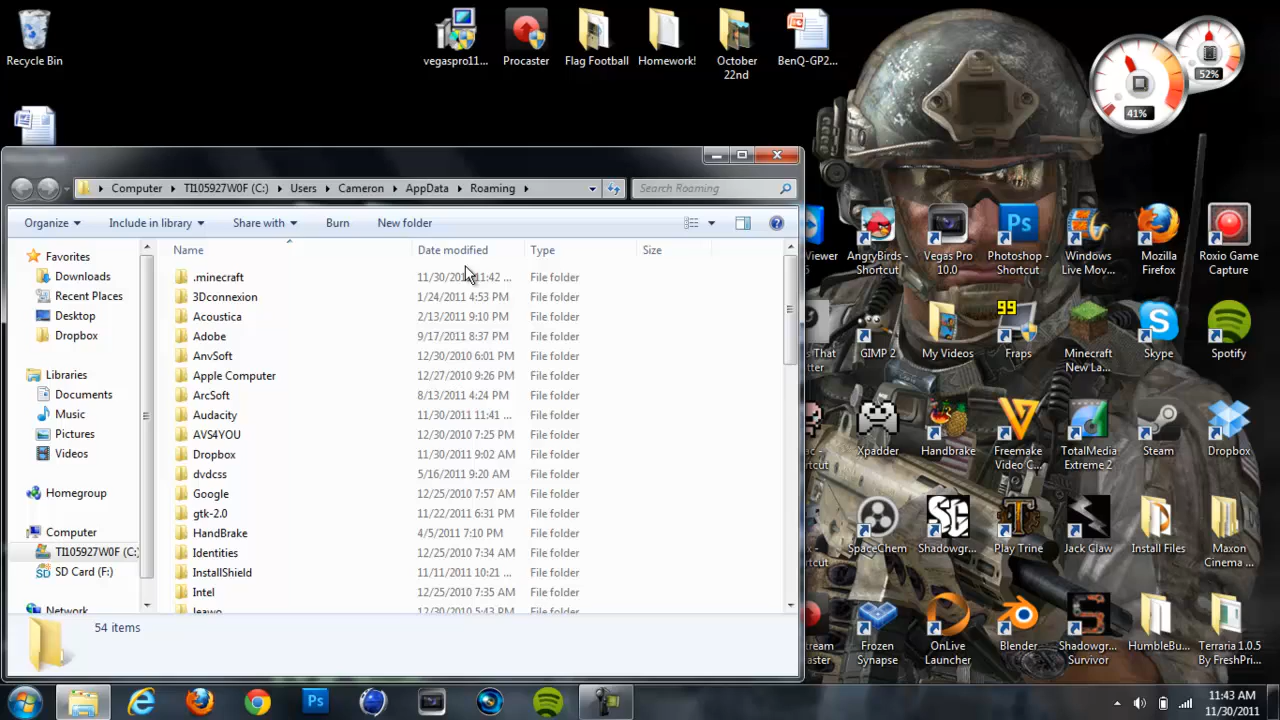 Recycle Bin
vegaspro11...
Procaster
Flag Football
Homework!
October
22nd
BenQ-GP2...
52%
41%
Computer
TI105927W0F (C:)
Users
Cameron
AppData
Roaming
Search Roaming
Organize
Include in library
Share with
Burn
New folder
Name
Date modified
Type
Size
Favorites
Downloads
Recent Places
Desktop
Dropbox
Libraries
Documents
Music
Pictures
Videos
Homegroup
Computer
TI105927W0F (C:)
SD Card (F:)
Network
.minecraft 11/30/2011 11:42 ... File folder
3Dconnexion 1/24/2011 4:53 PM File folder
Acoustica 2/13/2011 9:10 PM File folder
Adobe 9/17/2011 8:37 PM File folder
AnvSoft 12/30/2010 6:01 PM File folder
Apple Computer 12/27/2010 9:26 PM File folder
ArcSoft 8/13/2011 4:24 PM File folder
Audacity 11/30/2011 11:41 ... File folder
AVS4YOU 12/30/2010 7:25 PM File folder
Dropbox 11/30/2011 9:02 AM File folder
dvdcss 5/16/2011 9:20 AM File folder
Google 12/25/2010 7:57 AM File folder
gtk-2.0 11/22/2011 6:31 PM File folder
HandBrake 4/5/2011 7:10 PM File folder
Identities 12/25/2010 7:34 AM File folder
InstallShield 11/11/2011 10:21 ... File folder
Intel 12/25/2010 7:35 AM File folder
leawo 12/30/2010 5:43 PM File folder
54 items
Viewer
AngryBirds -
Shortcut
Vegas Pro
10.0
Photoshop -
Shortcut
Windows
Live Mov...
Mozilla
Firefox
Roxio Game
Capture
s That
tter
GIMP 2
My Videos
99
Fraps
Minecraft
New La...
Skype
Spotify
ac -
rtcut
Xpadder
Handbrake
Freemake
Video C...
TotalMedia
Extreme 2
Steam
Dropbox
x -
rtcut
SpaceChem
Shadowgr...
Play Trine
Jack Claw
Install Files
Maxon
Cinema ...
ream
aster
Frozen
Synapse
OnLive
Launcher
Blender
Shadowgr...
Survivor
HumbleBu...
Terraria 1.0.5
By FreshPri...
Ps
SG
Ps
11:43 AM
11/30/2011